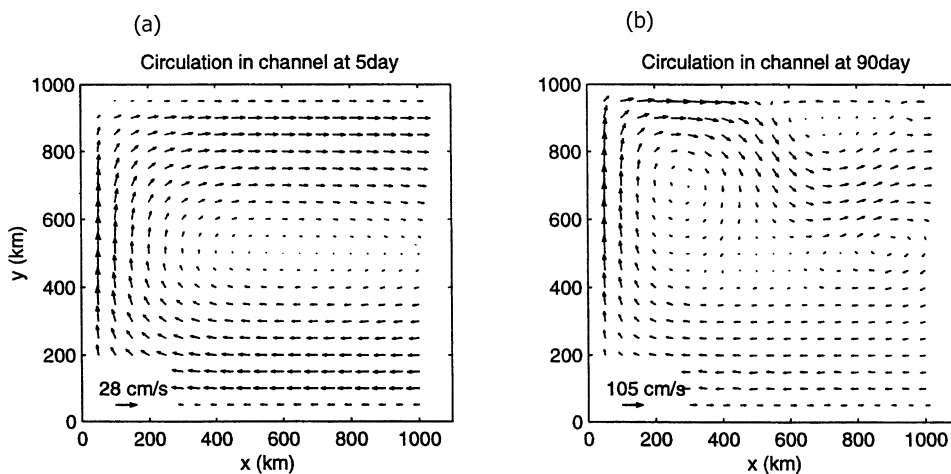 (a)
Circulation in channel at 5day
1000
800
600
400
200
0
y (km)
28 cm/s
0 200 400 600 800 1000
x (km)
(b)
Circulation in channel at 90day
1000
800
600
400
200
0
105 cm/s
0 200 400 600 800 1000
x (km)